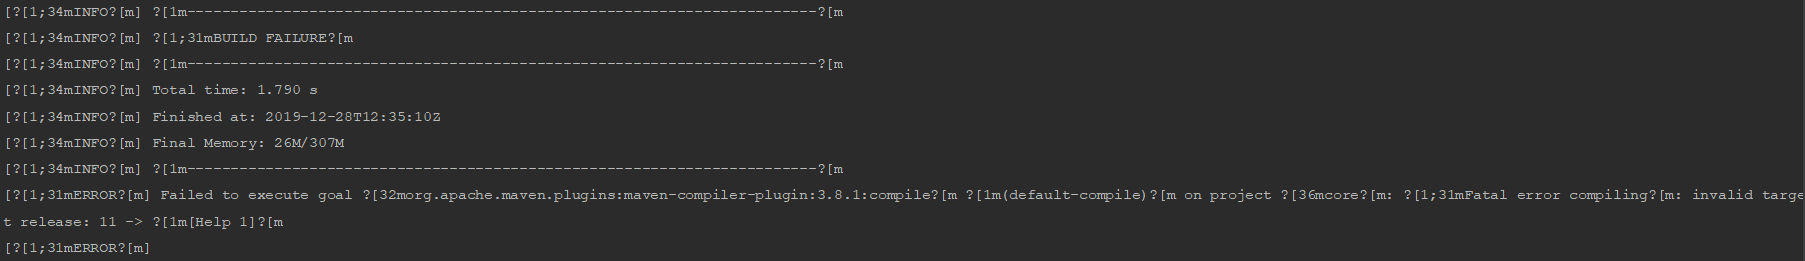 [?[1;34mINFO?[m] ?[1m------------------------------------------------------------------------?[m
[?[1;34mINFO?[m] ?[1;31mBUILD FAILURE?[m
[?[1;34mINFO?[m] ?[1m------------------------------------------------------------------------?[m
[?[1;34mINFO?[m] Total time: 1.790 s
[?[1;34mINFO?[m] Finished at: 2019-12-28T12:35:10Z
[?[1;34mINFO?[m] Final Memory: 26M/307M
[?[1;34mINFO?[m] ?[1m------------------------------------------------------------------------?[m
[?[1;31mERROR?[m] Failed to execute goal ?[32morg.apache.maven.plugins:maven-compiler-plugin:3.8.1:compile?[m ?[1m(default-compile)?[m on project ?[36mcore?[m: ?[1;31mFatal error compiling?[m: invalid targe
t release: 11 -> ?[1m[Help 1]?[m
[?[1;31mERROR?[m]